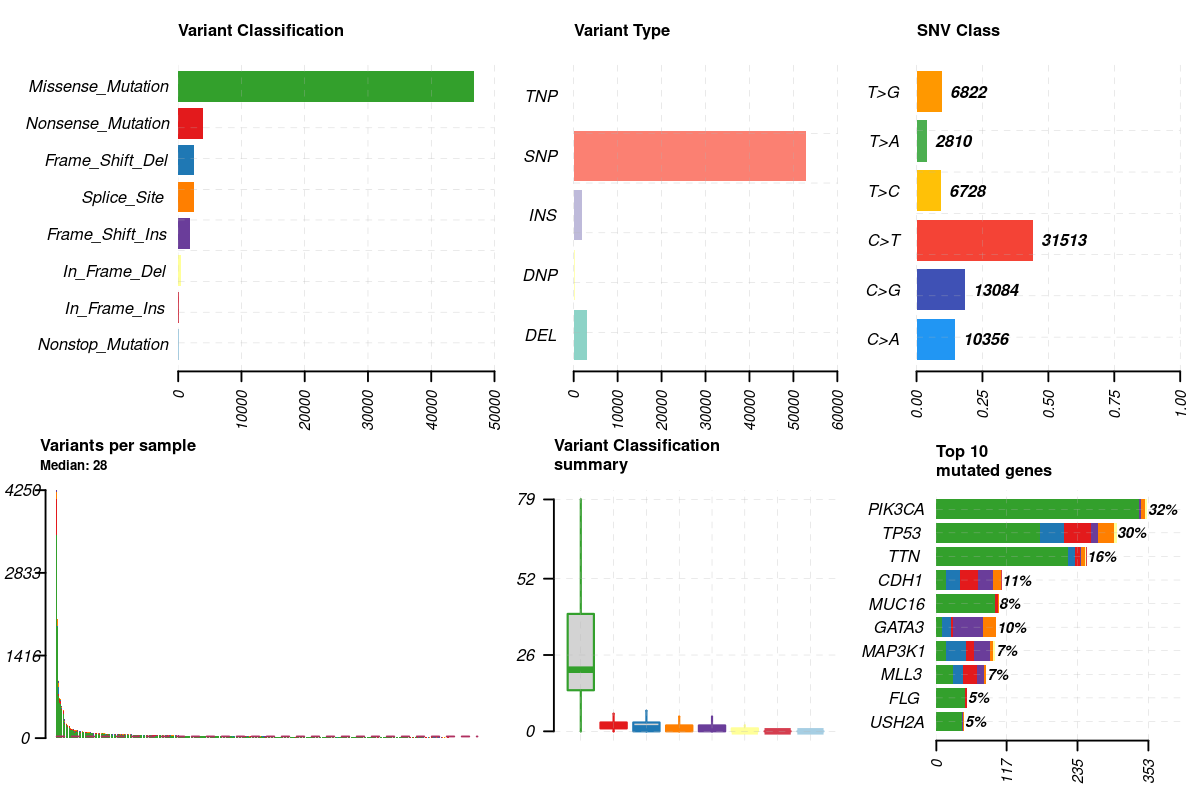 Variant Classification
Missense_Mutation
Nonsense_Mutation
Frame_Shift_Del
Splice_Site
Frame_Shift_Ins
In_Frame_Del
In_Frame_Ins
Nonstop_Mutation
0
10000
20000
30000
40000
50000
Variant Type
TNP
SNP
INS
DNP
DEL
0
10000
20000
30000
40000
50000
60000
SNV Class
T>G
6822
T>A
2810
T>C
6728
C>T
31513
C>G
13084
C>A
10356
0.00
0.25
0.50
0.75
1.00
Variants per sample
Median: 28
4250
2833
1416
0
Variant Classification
summary
79
52
26
0
Top 10
mutated genes
PIK3CA
32%
TP53
30%
TTN
16%
CDH1
11%
MUC16
8%
GATA3
10%
MAP3K1
7%
MLL3
7%
FLG
5%
USH2A
5%
0
117
235
353